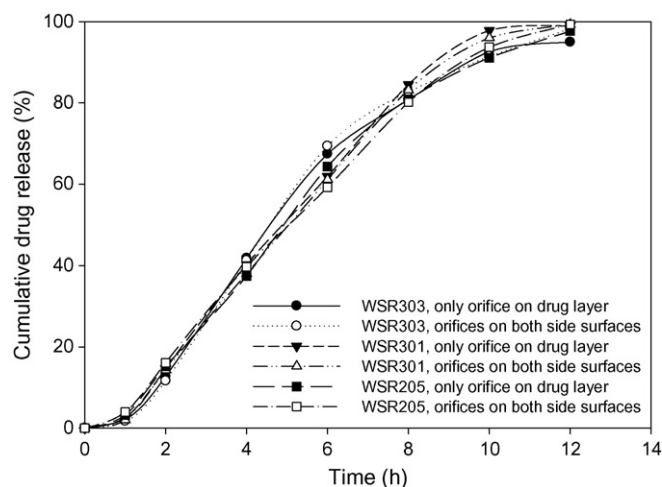 100
80
60
40
20
0
Cumulative drug release (%)
WSR303, only orifice on drug layer
WSR303, orifices on both side surfaces
WSR301, only orifice on drug layer
WSR301, orifices on both side surfaces
WSR205, only orifice on drug layer
WSR205, orifices on both side surfaces
0 2 4 6 8 10 12 14
Time (h)